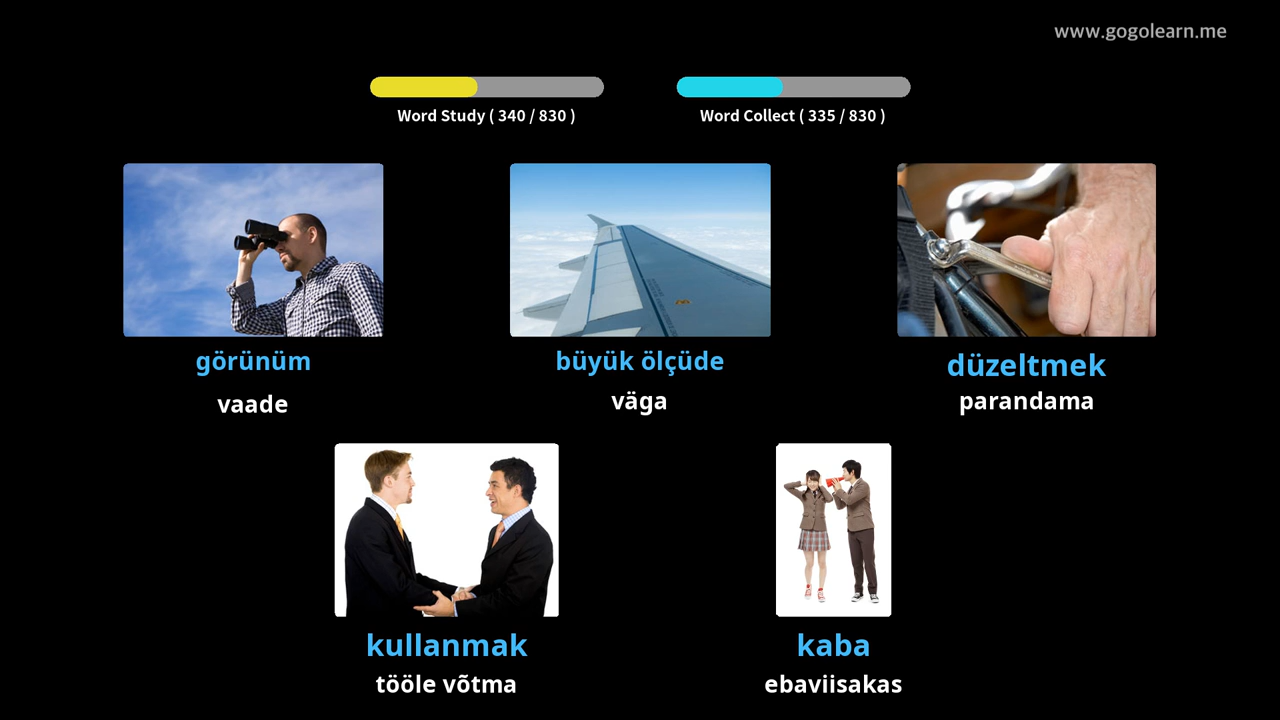 www.gogolearn.me
Word Study ( 340 / 830 )
Word Collect ( 335 / 830 )
görünüm
vaade
büyük ölçüde
väga
düzeltmek
parandama
kullanmak
tööle võtma
kaba
ebaviisakas